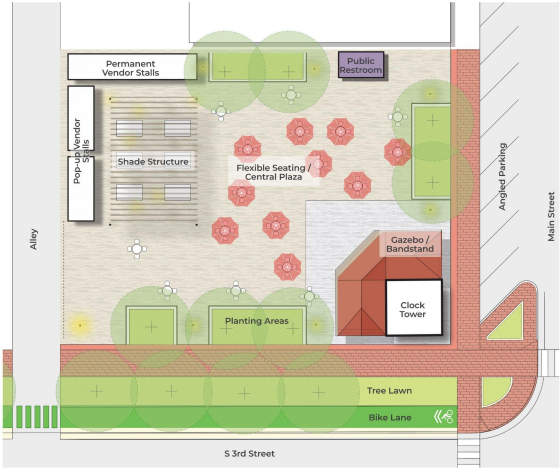 Permanent
Vendor Stalls
Public
Restroom
Pop-up Vendor
Stalls
Shade Structure
Flexible Seating /
Central Plaza
Angled Parking
Main Street
Alley
Gazebo /
Bandstand
Clock
Tower
Planting Areas
Tree Lawn
Bike Lane
S 3rd Street